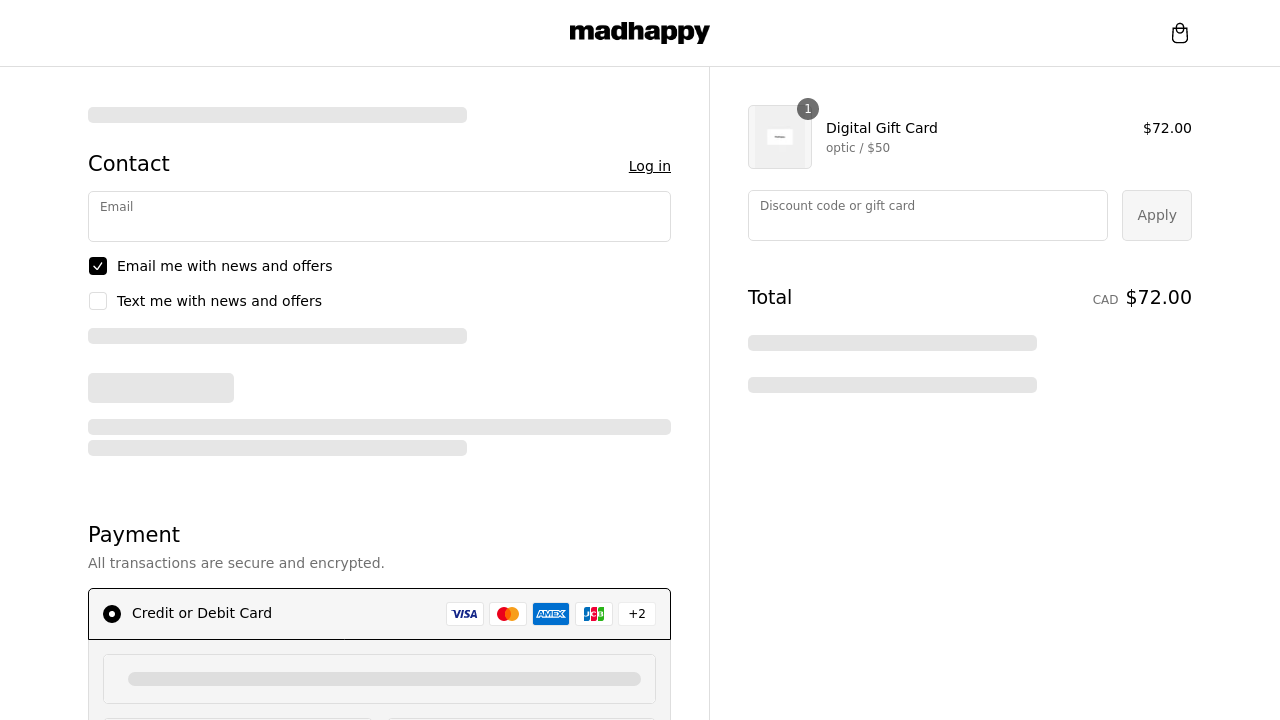 madhappy
Contact
Log in
Email
Email me with news and offers
Text me with news and offers
Payment
All transactions are secure and encrypted.
Credit or Debit Card
VISA
AMEX
JCB
+2
1
Digital Gift Card
$72.00
optic / $50
Discount code or gift card
Apply
Total
CAD $72.00